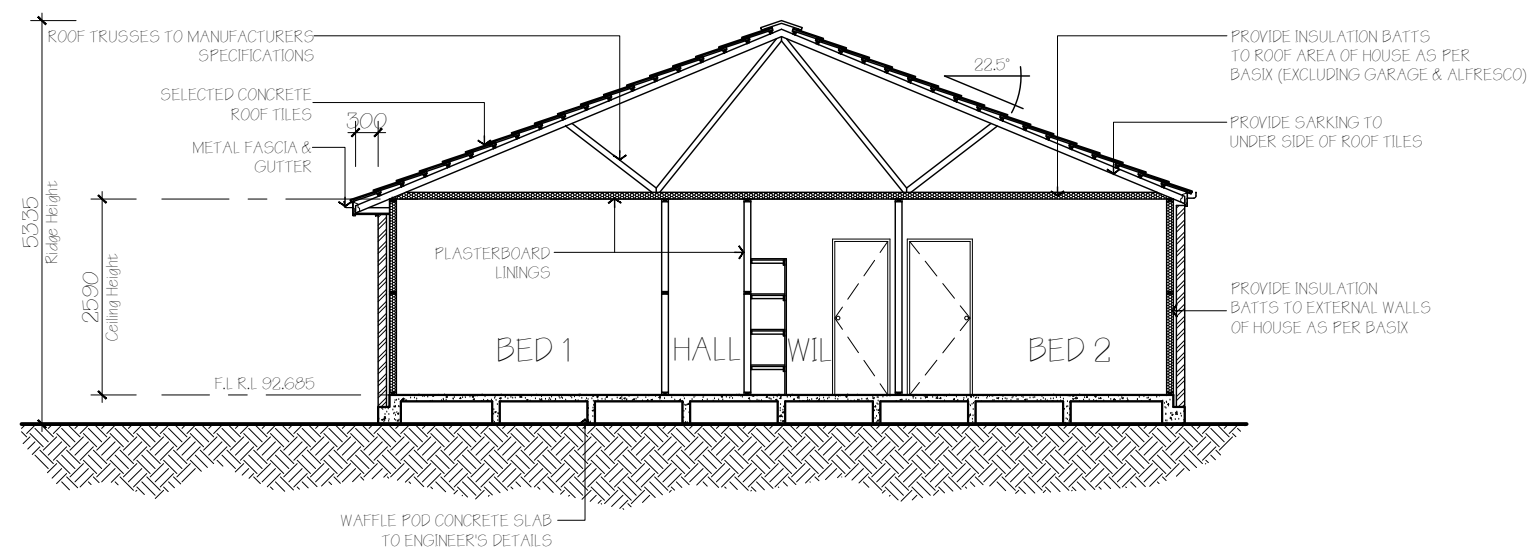 ROOF TRUSSES TO MANUFACTURERS
SPECIFICATIONS
SELECTED CONCRETE
ROOF TILES
300
METAL FASCIA &
GUTTER
22.5°
PROVIDE INSULATION BATTS
TO ROOF AREA OF HOUSE AS PER
BASIX (EXCLUDING GARAGE & ALFRESCO)
PROVIDE SARKING TO
UNDER SIDE OF ROOF TILES
5335
Ridge Height
2590
Ceiling Height
PLASTERBOARD
LININGS
PROVIDE INSULATION
BATTS TO EXTERNAL WALLS
OF HOUSE AS PER BASIX
BED 1
HALL
WIL
BED 2
F.L R.L 92.685
WAFFLE POD CONCRETE SLAB
TO ENGINEER'S DETAILS